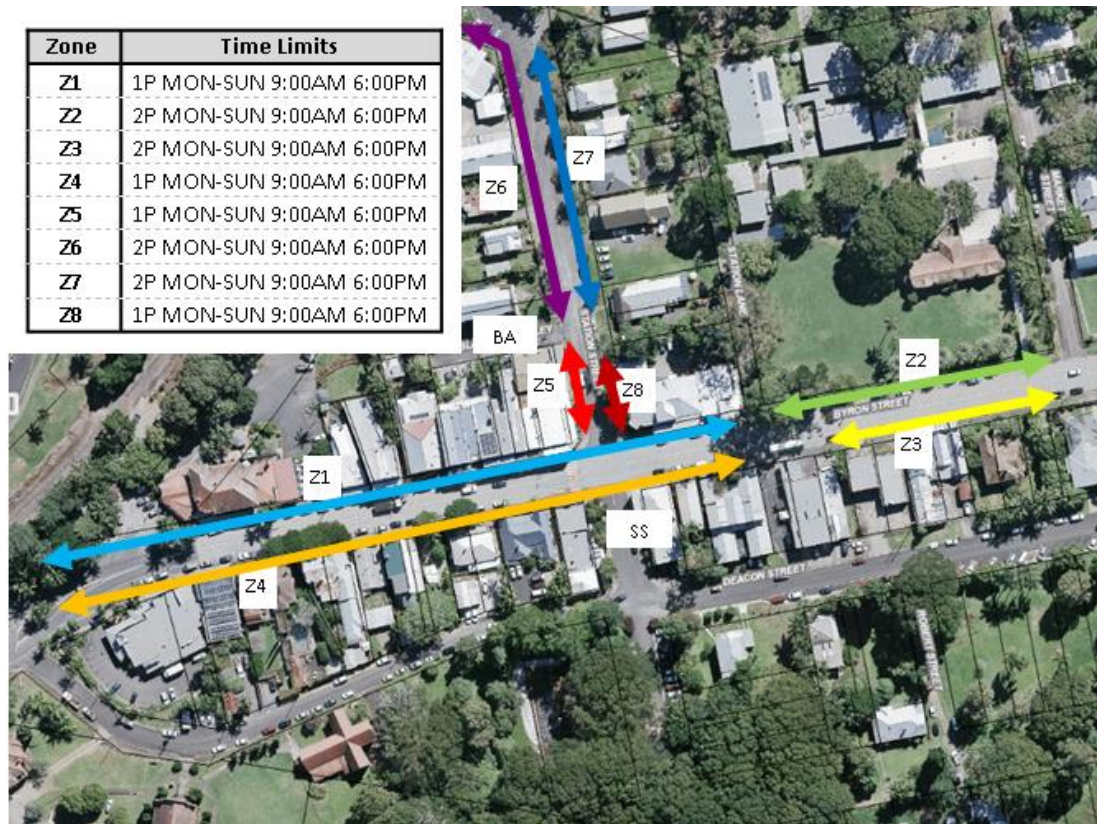 Zone Time Limits
Z1 1P MON-SUN 9:00AM 6:00PM
Z2 2P MON-SUN 9:00AM 6:00PM
Z3 2P MON-SUN 9:00AM 6:00PM
Z4 1P MON-SUN 9:00AM 6:00PM
Z5 1P MON-SUN 9:00AM 6:00PM
Z6 2P MON-SUN 9:00AM 6:00PM
Z7 2P MON-SUN 9:00AM 6:00PM
Z8 1P MON-SUN 9:00AM 6:00PM
Z7
Z6
BA
Z5
Z8
Z2
BYRON STREET
Z3
Z1
SS
DEACON STREET
Z4